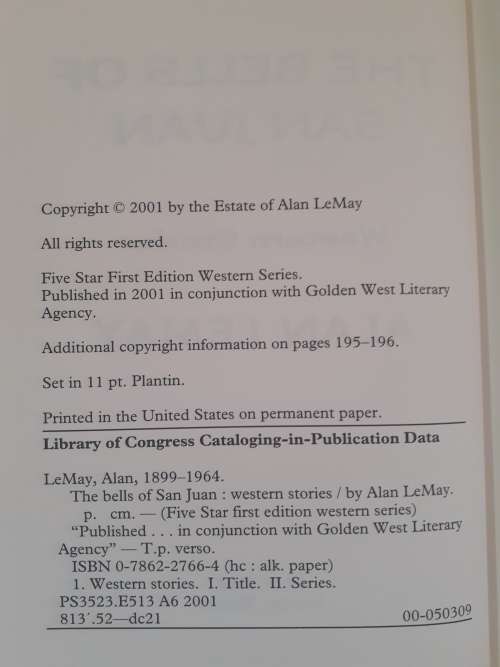 Copyright © 2001 by the Estate of Alan LeMay
All rights reserved.
Five Star First Edition Western Series.
Published in 2001 in conjunction with Golden West Literary
Agency.
Additional copyright information on pages 195–196.
Set in 11 pt. Plantin.
Printed in the United States on permanent paper.
Library of Congress Cataloging-in-Publication Data
LeMay, Alan, 1899–1964.
The bells of San Juan : western stories / by Alan LeMay.
p. cm. — (Five Star first edition western series)
“Published . . . in conjunction with Golden West Literary
Agency” — T.p. verso.
ISBN 0-7862-2766-4 (hc : alk. paper)
1. Western stories. I. Title. II. Series.
PS3523.E513 A6 2001
813´.52—dc21 00-050309